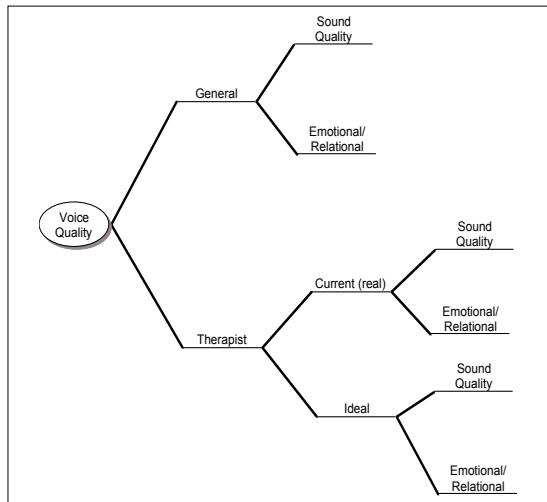 Sound
Quality
General
Emotional/
Relational
Voice
Quality
Sound
Quality
Current (real)
Emotional/
Relational
Therapist
Sound
Quality
Ideal
Emotional/
Relational